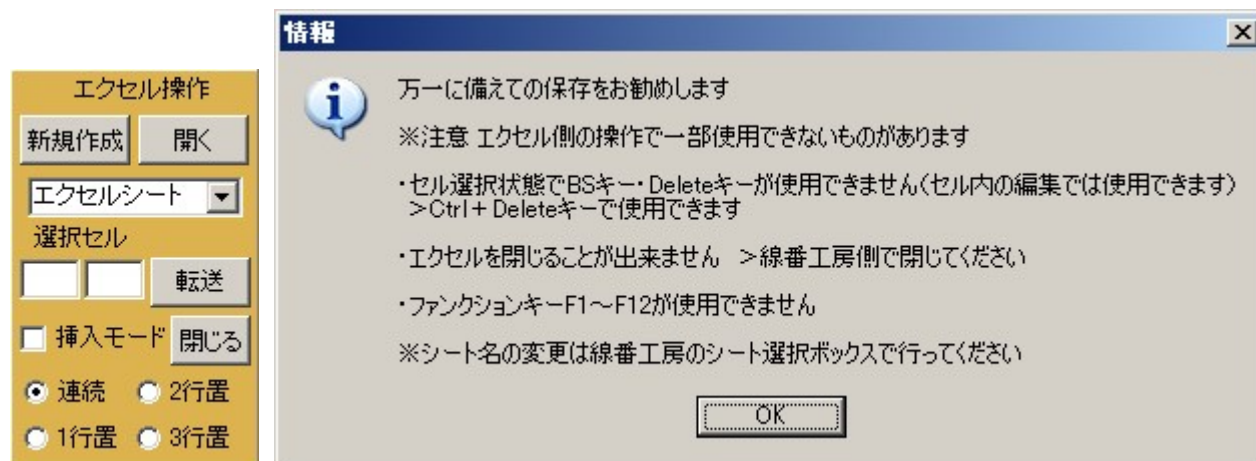 エクセル操作
新規作成 開く
エクセルシート
選択セル
転送
挿入モード 閉じる
連続 2行置
1行置 3行置
情報
万一に備えての保存をお勧めします
※注意 エクセル側の操作で一部使用できないものがあります
・セル選択状態でBSキー・Deleteキーが使用できません(セル内の編集では使用できます)
>Ctrl+Deleteキーで使用できます
・エクセルを閉じることが出来ません >線番工房側で閉じてください
・ファンクションキーF1～F12が使用できません
※シート名の変更は線番工房のシート選択ボックスで行ってください
OK